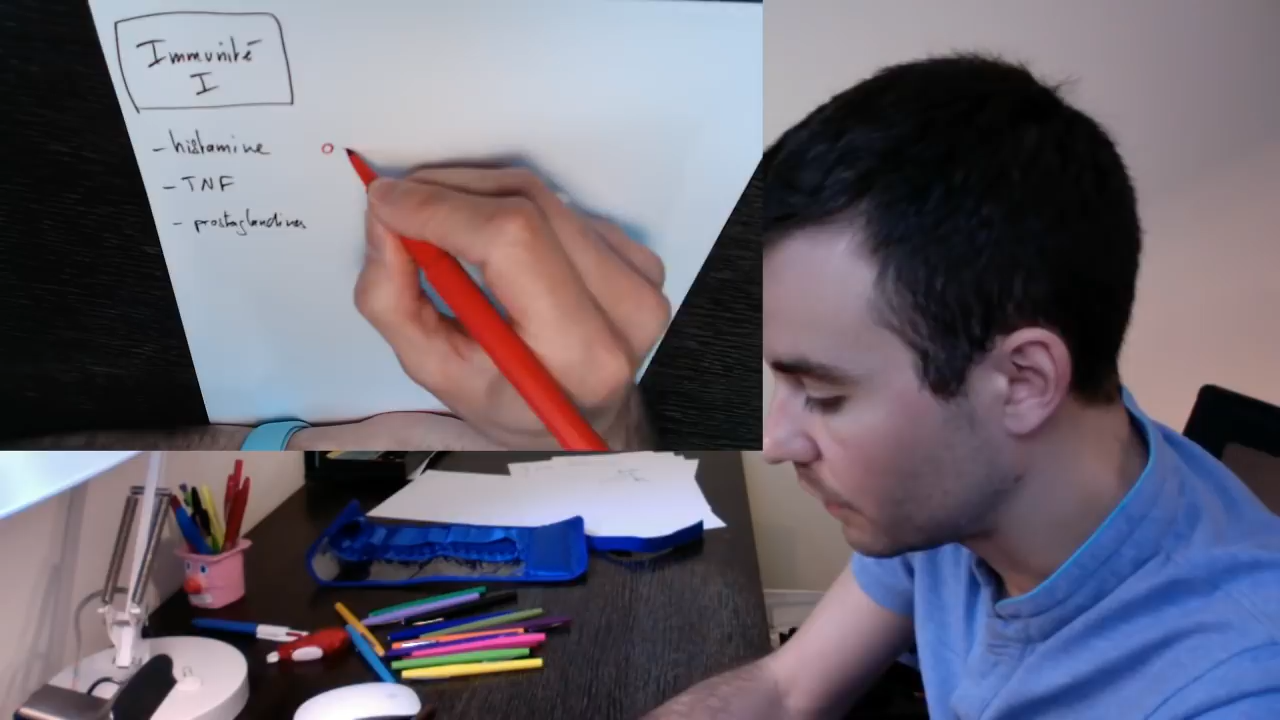 Immunité
I
- histamine
- TNF
- prostaglandines